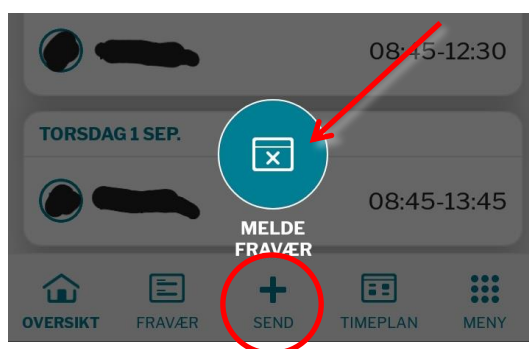 08:45-12:30
TORSDAG 1 SEP.
08:45-13:45
MELDE
FRAVÆR
OVERSIKT FRAVÆR SEND TIMEPLAN MENY